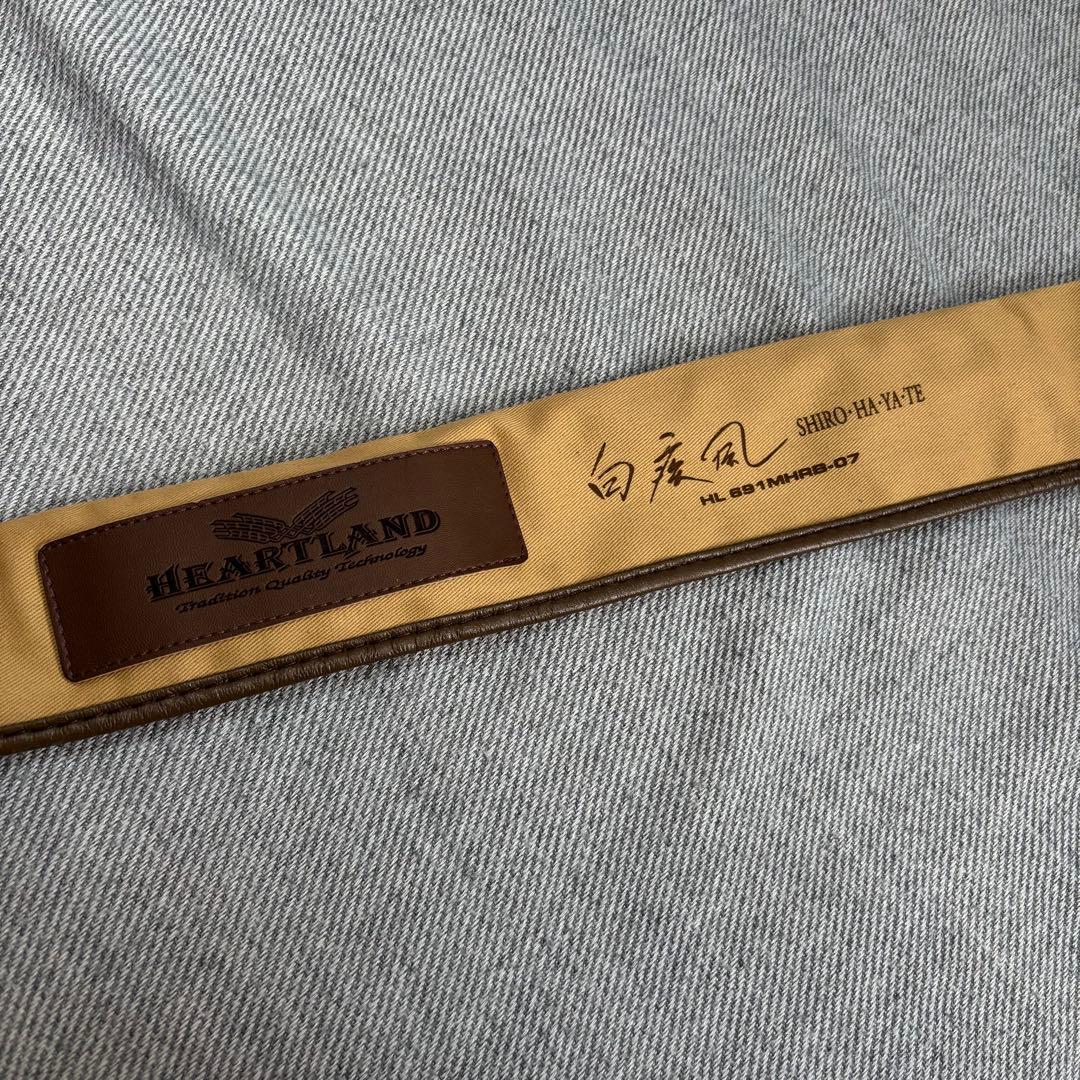 HEARTLAND
Tradition Quality Technology
白疾風 SHIRO·HA·YA·TE
HL 691MHRB-07